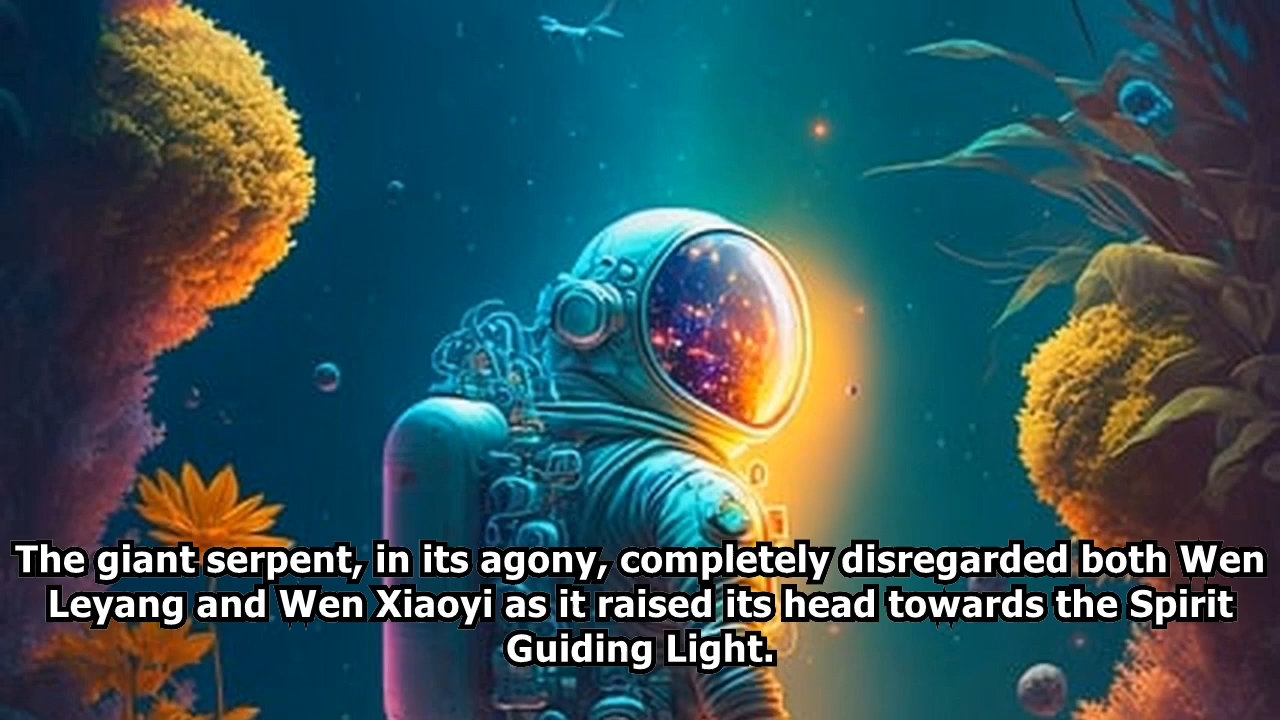 The giant serpent, in its agony, completely disregarded both Wen
Leyang and Wen Xiaoyi as it raised its head towards the Spirit
Guiding Light.